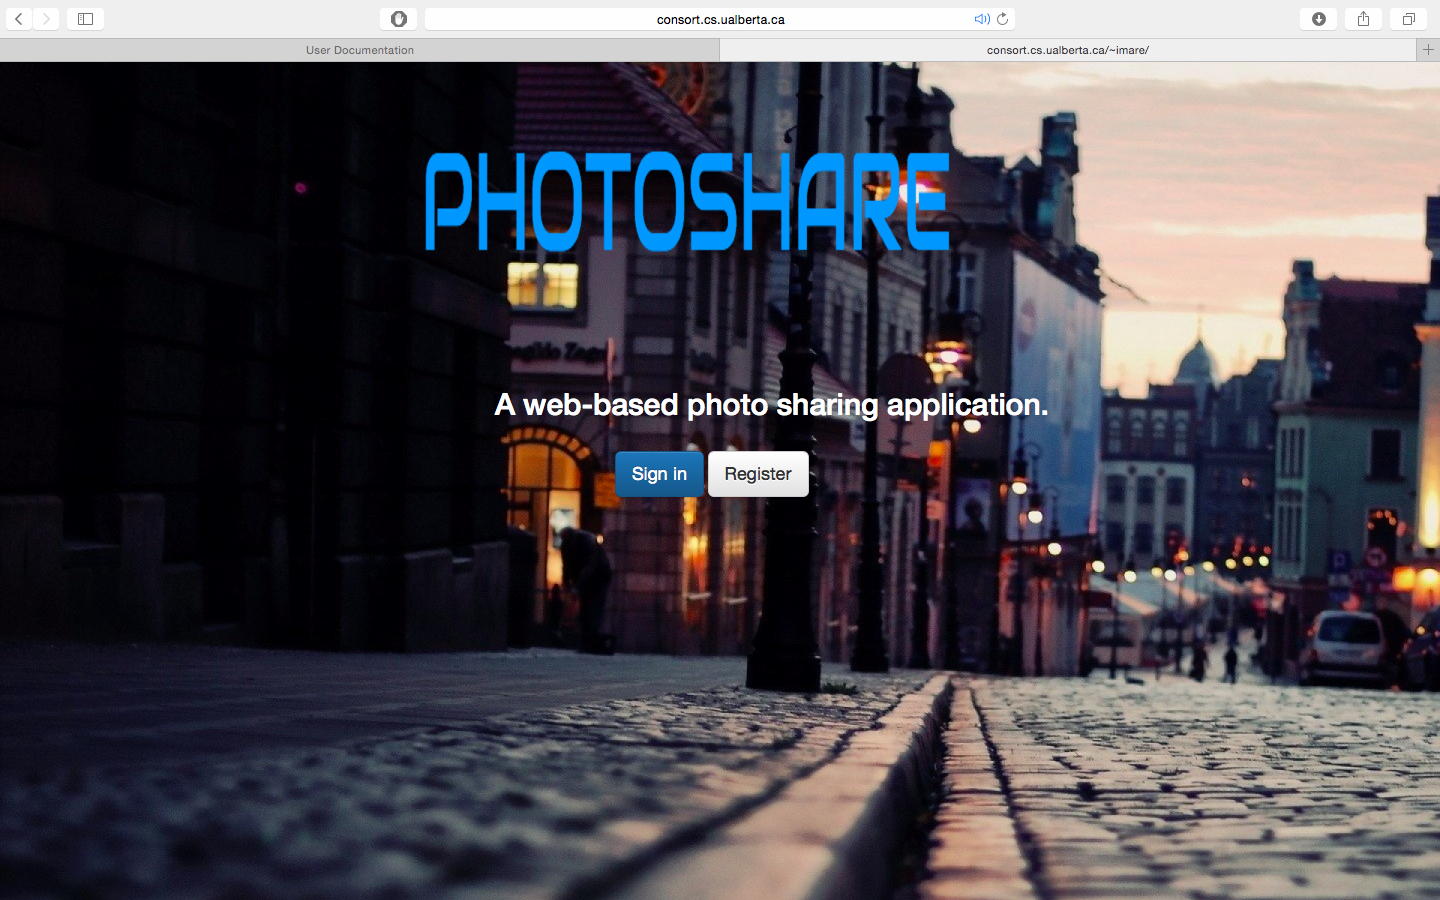 consort.cs.ualberta.ca
User Documentation
consort.cs.ualberta.ca/~imare/
PHOTOSHARE
A web-based photo sharing application.
Sign in
Register